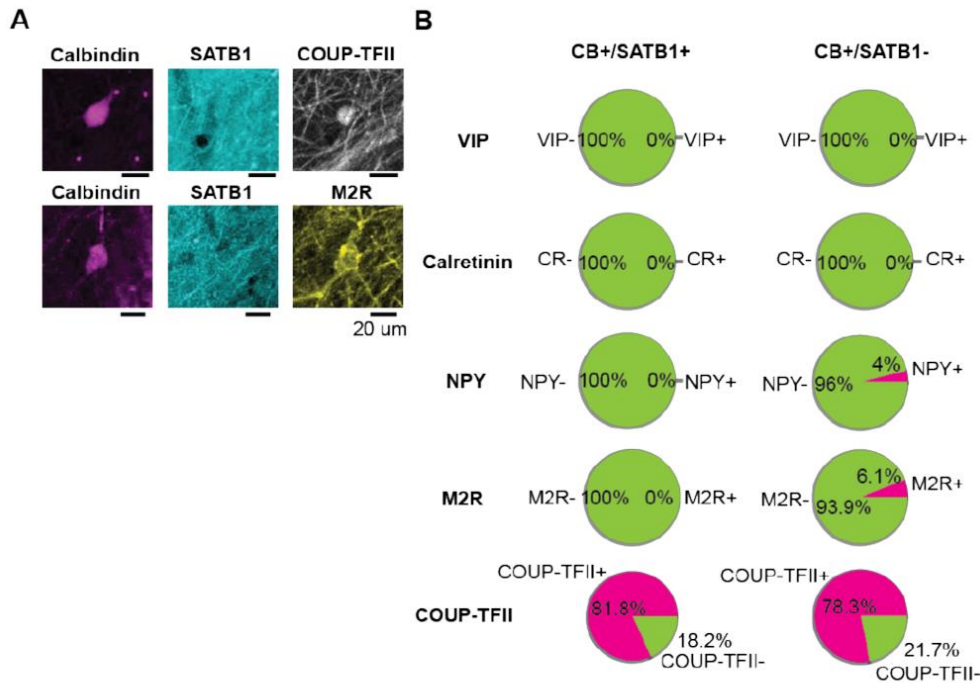 A
Calbindin SATB1 COUP-TFII
Calbindin SATB1 M2R
20 um
B
CB+/SATB1+ CB+/SATB1-
VIP VIP- 100% 0% VIP+ VIP- 100% 0% VIP+
Calretinin CR- 100% 0% CR+ CR- 100% 0% CR+
NPY NPY- 100% 0% NPY+ NPY- 96% 4% NPY+
M2R M2R- 100% 0% M2R+ M2R- 93.9% 6.1% M2R+
COUP-TFII+ COUP-TFII+
COUP-TFII 81.8% 78.3%
18.2% 21.7%
COUP-TFII- COUP-TFII-